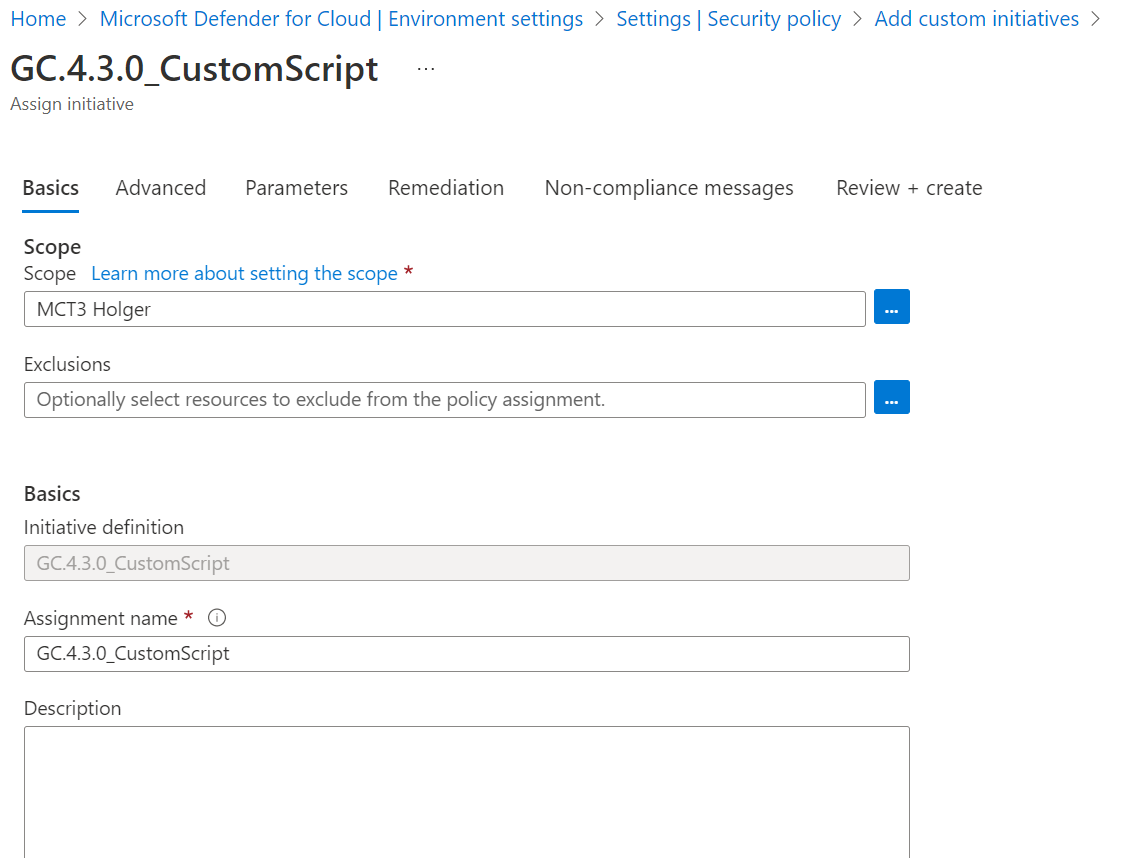 Home > Microsoft Defender for Cloud | Environment settings > Settings | Security policy > Add custom initiatives >
GC.4.3.0_CustomScript ...
Assign initiative
Basics Advanced Parameters Remediation Non-compliance messages Review + create
Scope
Scope Learn more about setting the scope *
MCT3 Holger ...
Exclusions
Optionally select resources to exclude from the policy assignment. ...
Basics
Initiative definition
GC.4.3.0_CustomScript
Assignment name * i
GC.4.3.0_CustomScript
Description